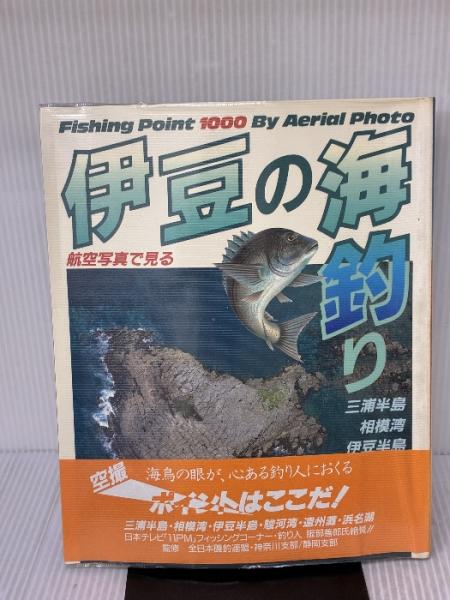 Fishing Point 1000 By Aerial Photo
伊豆の海釣り
航空写真で見る
三浦半島
相模湾
伊豆半島
空撮
海鳥の眼が、心ある釣り人におくる
ポイントはここだ!
三浦半島・相模湾・伊豆半島・駿河湾・遠州灘・浜名湖
日本テレビ「11PM」フィッシングコーナー・釣り人 服部善郎氏絶賛!!
監修 全日本磯釣連盟・神奈川支部/静岡支部